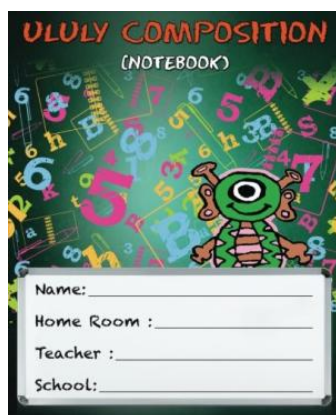 ULULY COMPOSITION
(NOTEBOOK)
Name:
Home Room :
Teacher :
School: